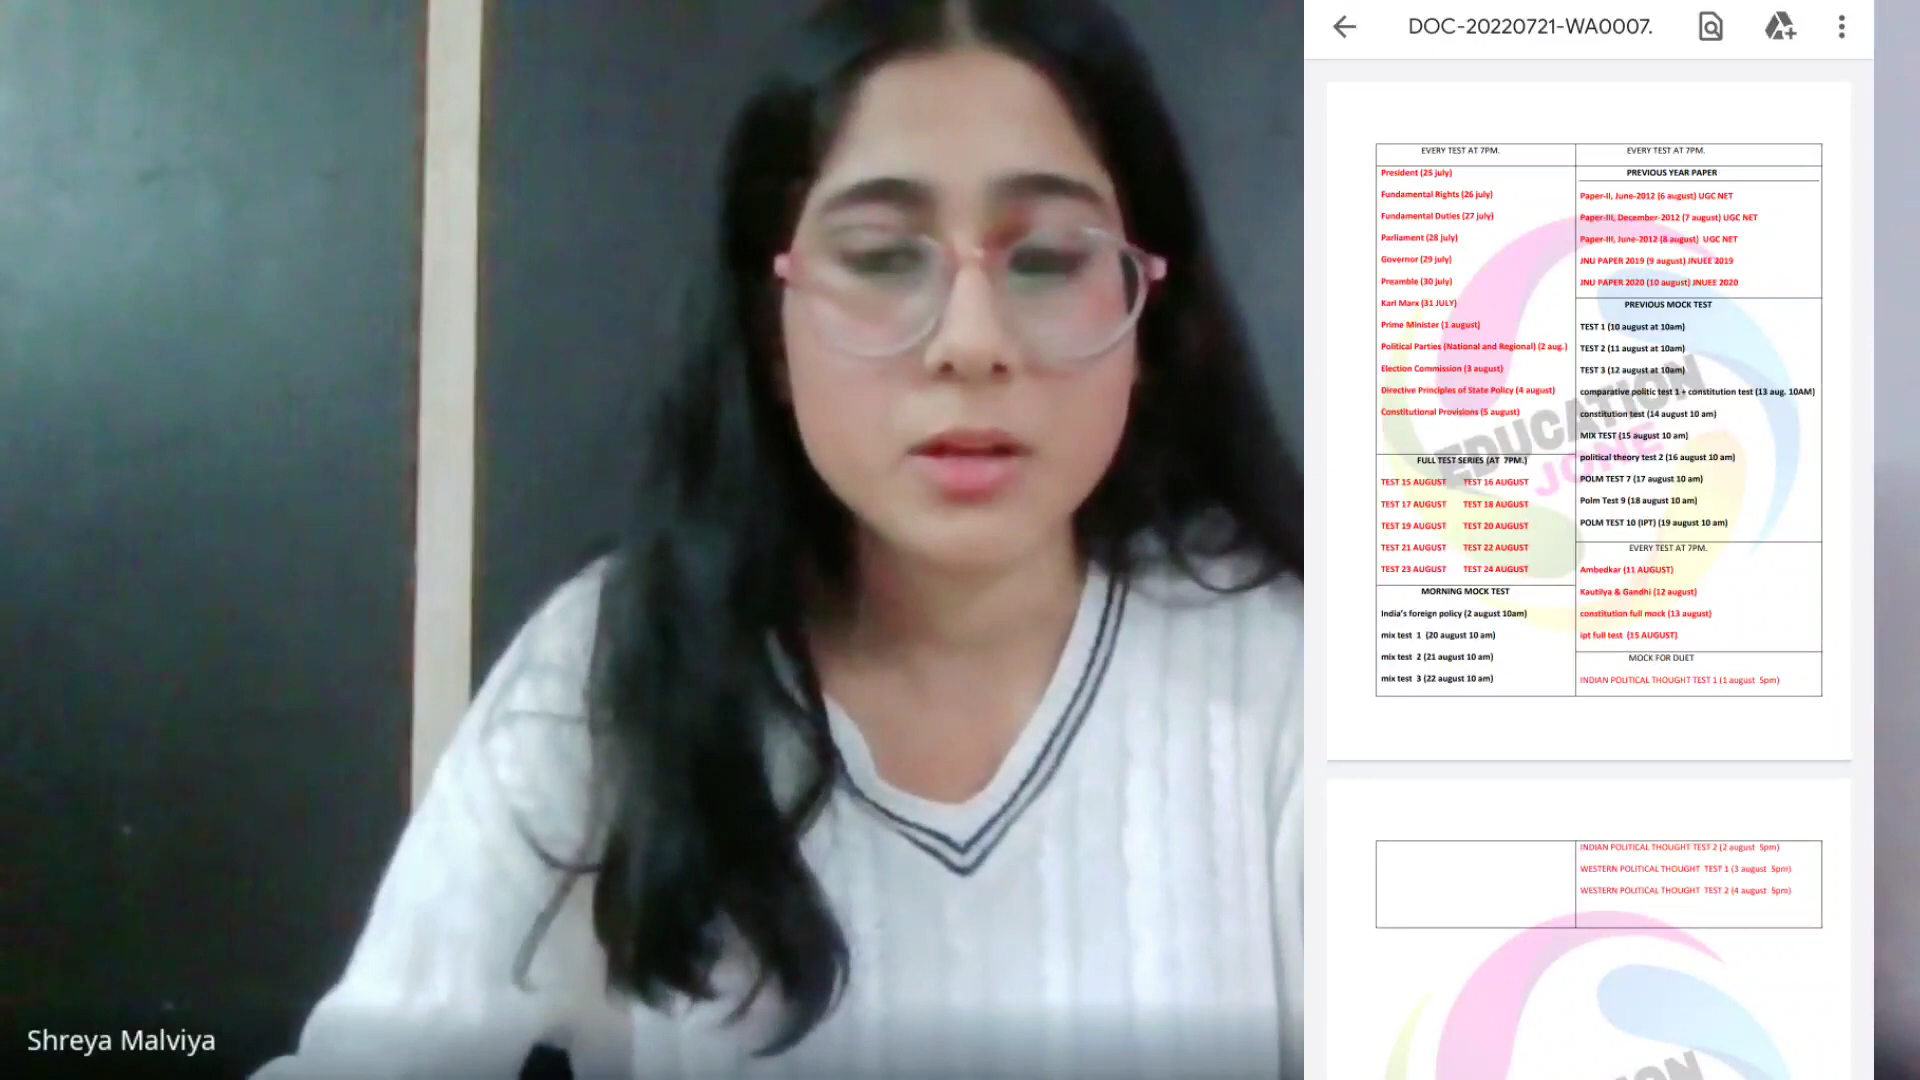 DOC-20220721-WA0007.
EVERY TEST AT 7PM.
President (25 july)
Fundamental Rights (26 july)
Fundamental Duties (27 july)
Parliament (28 july)
Governor (29 july)
Preamble (30 july)
Karl Marx (31 JULY)
Prime Minister (1 august)
Political Parties (National and Regional) (2 aug.)
Election Commission (3 august)
Directive Principles of State Policy (4 august)
Constitutional Provisions (5 august)
FULL TEST SERIES (AT 7PM.)
TEST 15 AUGUST TEST 16 AUGUST
TEST 17 AUGUST TEST 18 AUGUST
TEST 19 AUGUST TEST 20 AUGUST
TEST 21 AUGUST TEST 22 AUGUST
TEST 23 AUGUST TEST 24 AUGUST
MORNING MOCK TEST
India's foreign policy (2 august 10am)
mix test 1 (20 august 10 am)
mix test 2 (21 august 10 am)
mix test 3 (22 august 10 am)
EVERY TEST AT 7PM.
PREVIOUS YEAR PAPER
Paper-II, June-2012 (6 august) UGC NET
Paper-III, December-2012 (7 august) UGC NET
Paper-III, June-2012 (8 august) UGC NET
JNU PAPER 2019 (9 august) JNUEE 2019
JNU PAPER 2020 (10 august) JNUEE 2020
PREVIOUS MOCK TEST
TEST 1 (10 august at 10am)
TEST 2 (11 august at 10am)
TEST 3 (12 august at 10am)
comparative politic test 1 + constitution test (13 aug. 10AM)
constitution test (14 august 10 am)
MIX TEST (15 august 10 am)
political theory test 2 (16 august 10 am)
POLM TEST 7 (17 august 10 am)
Polm Test 9 (18 august 10 am)
POLM TEST 10 (IPT) (19 august 10 am)
EVERY TEST AT 7PM.
Ambedkar (11 AUGUST)
Kautilya & Gandhi (12 august)
constitution full mock (13 august)
ipt full test (15 AUGUST)
MOCK FOR DUET
INDIAN POLITICAL THOUGHT TEST 1 (1 august 5pm)
EDUCATION
JONE
INDIAN POLITICAL THOUGHT TEST 2 (2 august 5pm)
WESTERN POLITICAL THOUGHT TEST 1 (3 august 5pm)
WESTERN POLITICAL THOUGHT TEST 2 (4 august 5pm)
Shreya Malviya